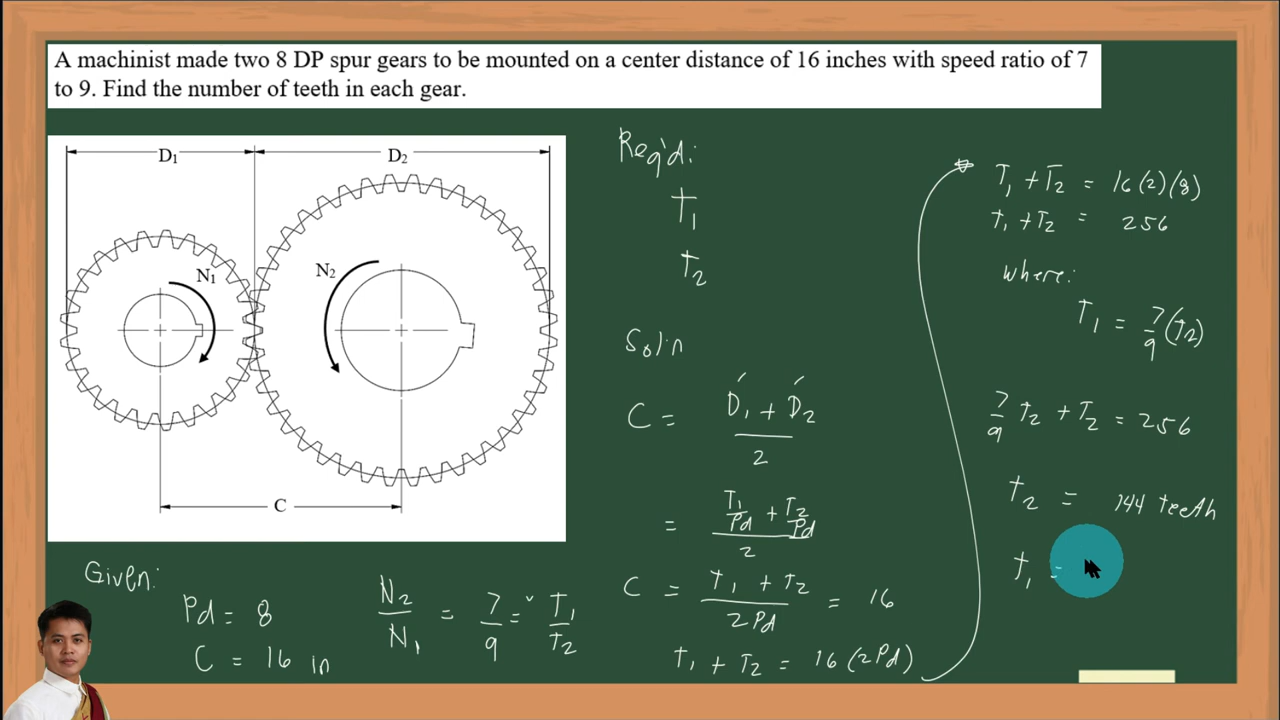 A machinist made two 8 DP spur gears to be mounted on a center distance of 16 inches with speed ratio of 7
to 9. Find the number of teeth in each gear.
D1
D2
N1
N2
C
Given:
Pd = 8
C = 16 in
N2/N1 = 7/9 = T1/T2
Req'd:
T1
T2
Sol'n
C = (D1 + D2)/2
= (T1/Pd + T2/Pd)/2
C = (T1 + T2)/2Pd = 16
T1 + T2 = 16(2Pd)
T1 + T2 = 16(2)(8)
T1 + T2 = 256
where:
T1 = 7/9(T2)
7/9 T2 + T2 = 256
T2 = 144 teeth
T1 =